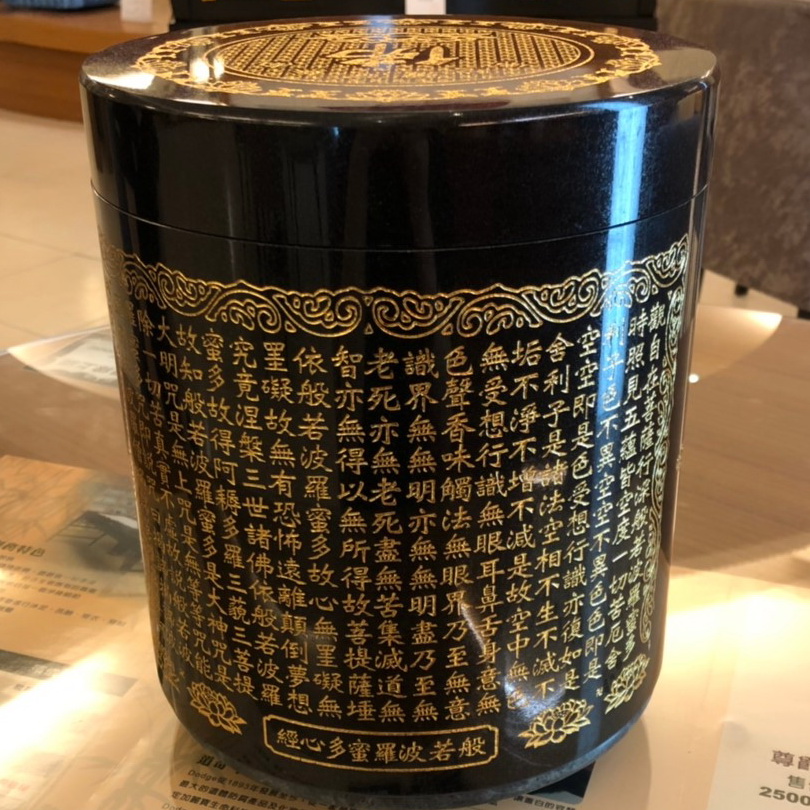 觀自在菩薩行深般若波羅蜜多
時照見五蘊皆空度一切苦厄舍
利子色不異空空不異色色即是
空空即是色受想行識亦復如是
舍利子是諸法空相不生不滅不
垢不淨不增不減是故空中無色
無受想行識無眼耳鼻舌身意無
色聲香味觸法無眼界乃至無意
識界無無明亦無無明盡乃至無
老死亦無老死盡無苦集滅道無
智亦無得以無所得故菩提薩埵
依般若波羅蜜多故心無罣礙無
罣礙故無有恐怖遠離顛倒夢想
究竟涅槃三世諸佛依般若波羅
蜜多故得阿耨多羅三藐三菩提
故知般若波羅蜜多是大神咒是
大明咒是無上咒是無等等咒能
除一切苦真實不虛故說般若波
般若波羅蜜多心經
特色
尊爵
售
2500